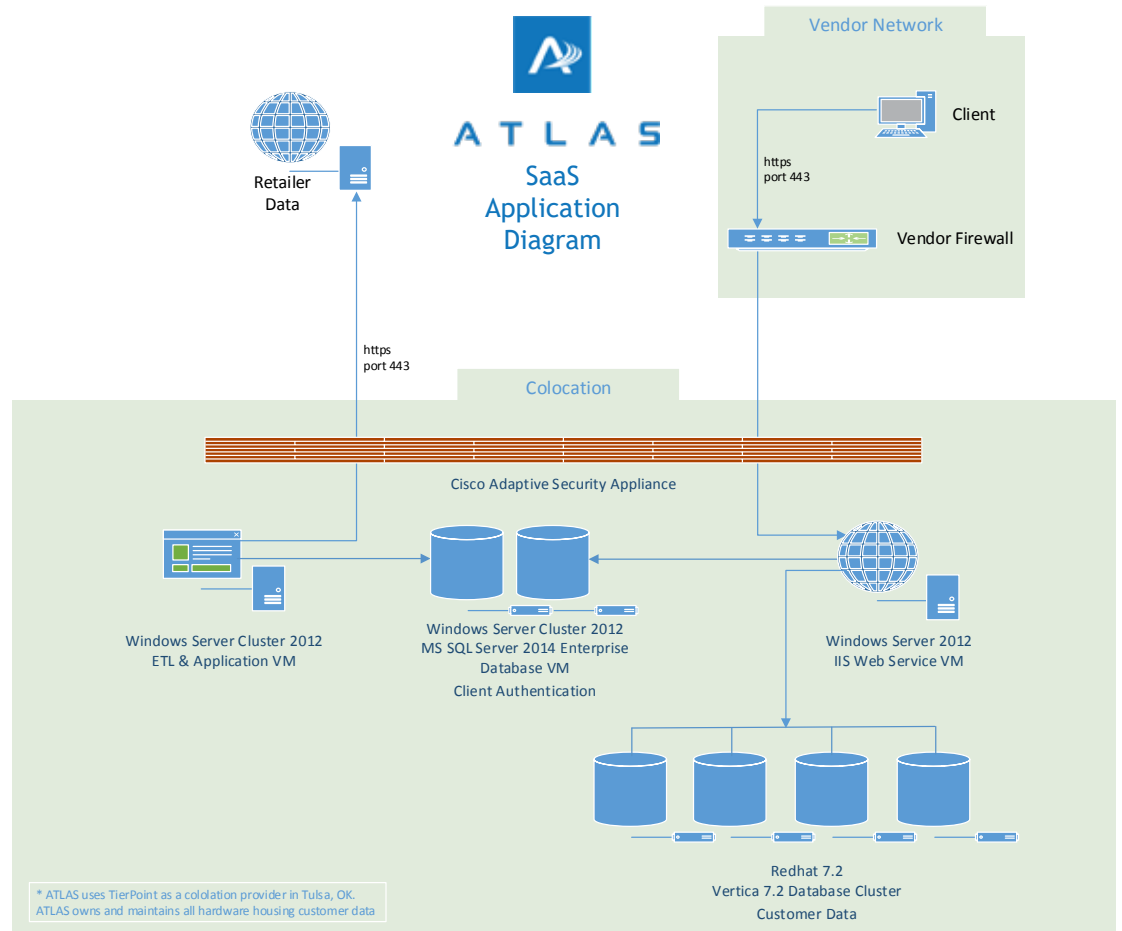 Vendor Network
Client
https
port 443
Vendor Firewall
ATLAS
SaaS
Application
Diagram
Retailer
Data
https
port 443
Colocation
Cisco Adaptive Security Appliance
Windows Server Cluster 2012
ETL & Application VM
Windows Server Cluster 2012
MS SQL Server 2014 Enterprise
Database VM
Client Authentication
Windows Server 2012
IIS Web Service VM
Redhat 7.2
Vertica 7.2 Database Cluster
Customer Data
* ATLAS uses TierPoint as a cololation provider in Tulsa, OK.
ATLAS owns and maintains all hardware housing customer data